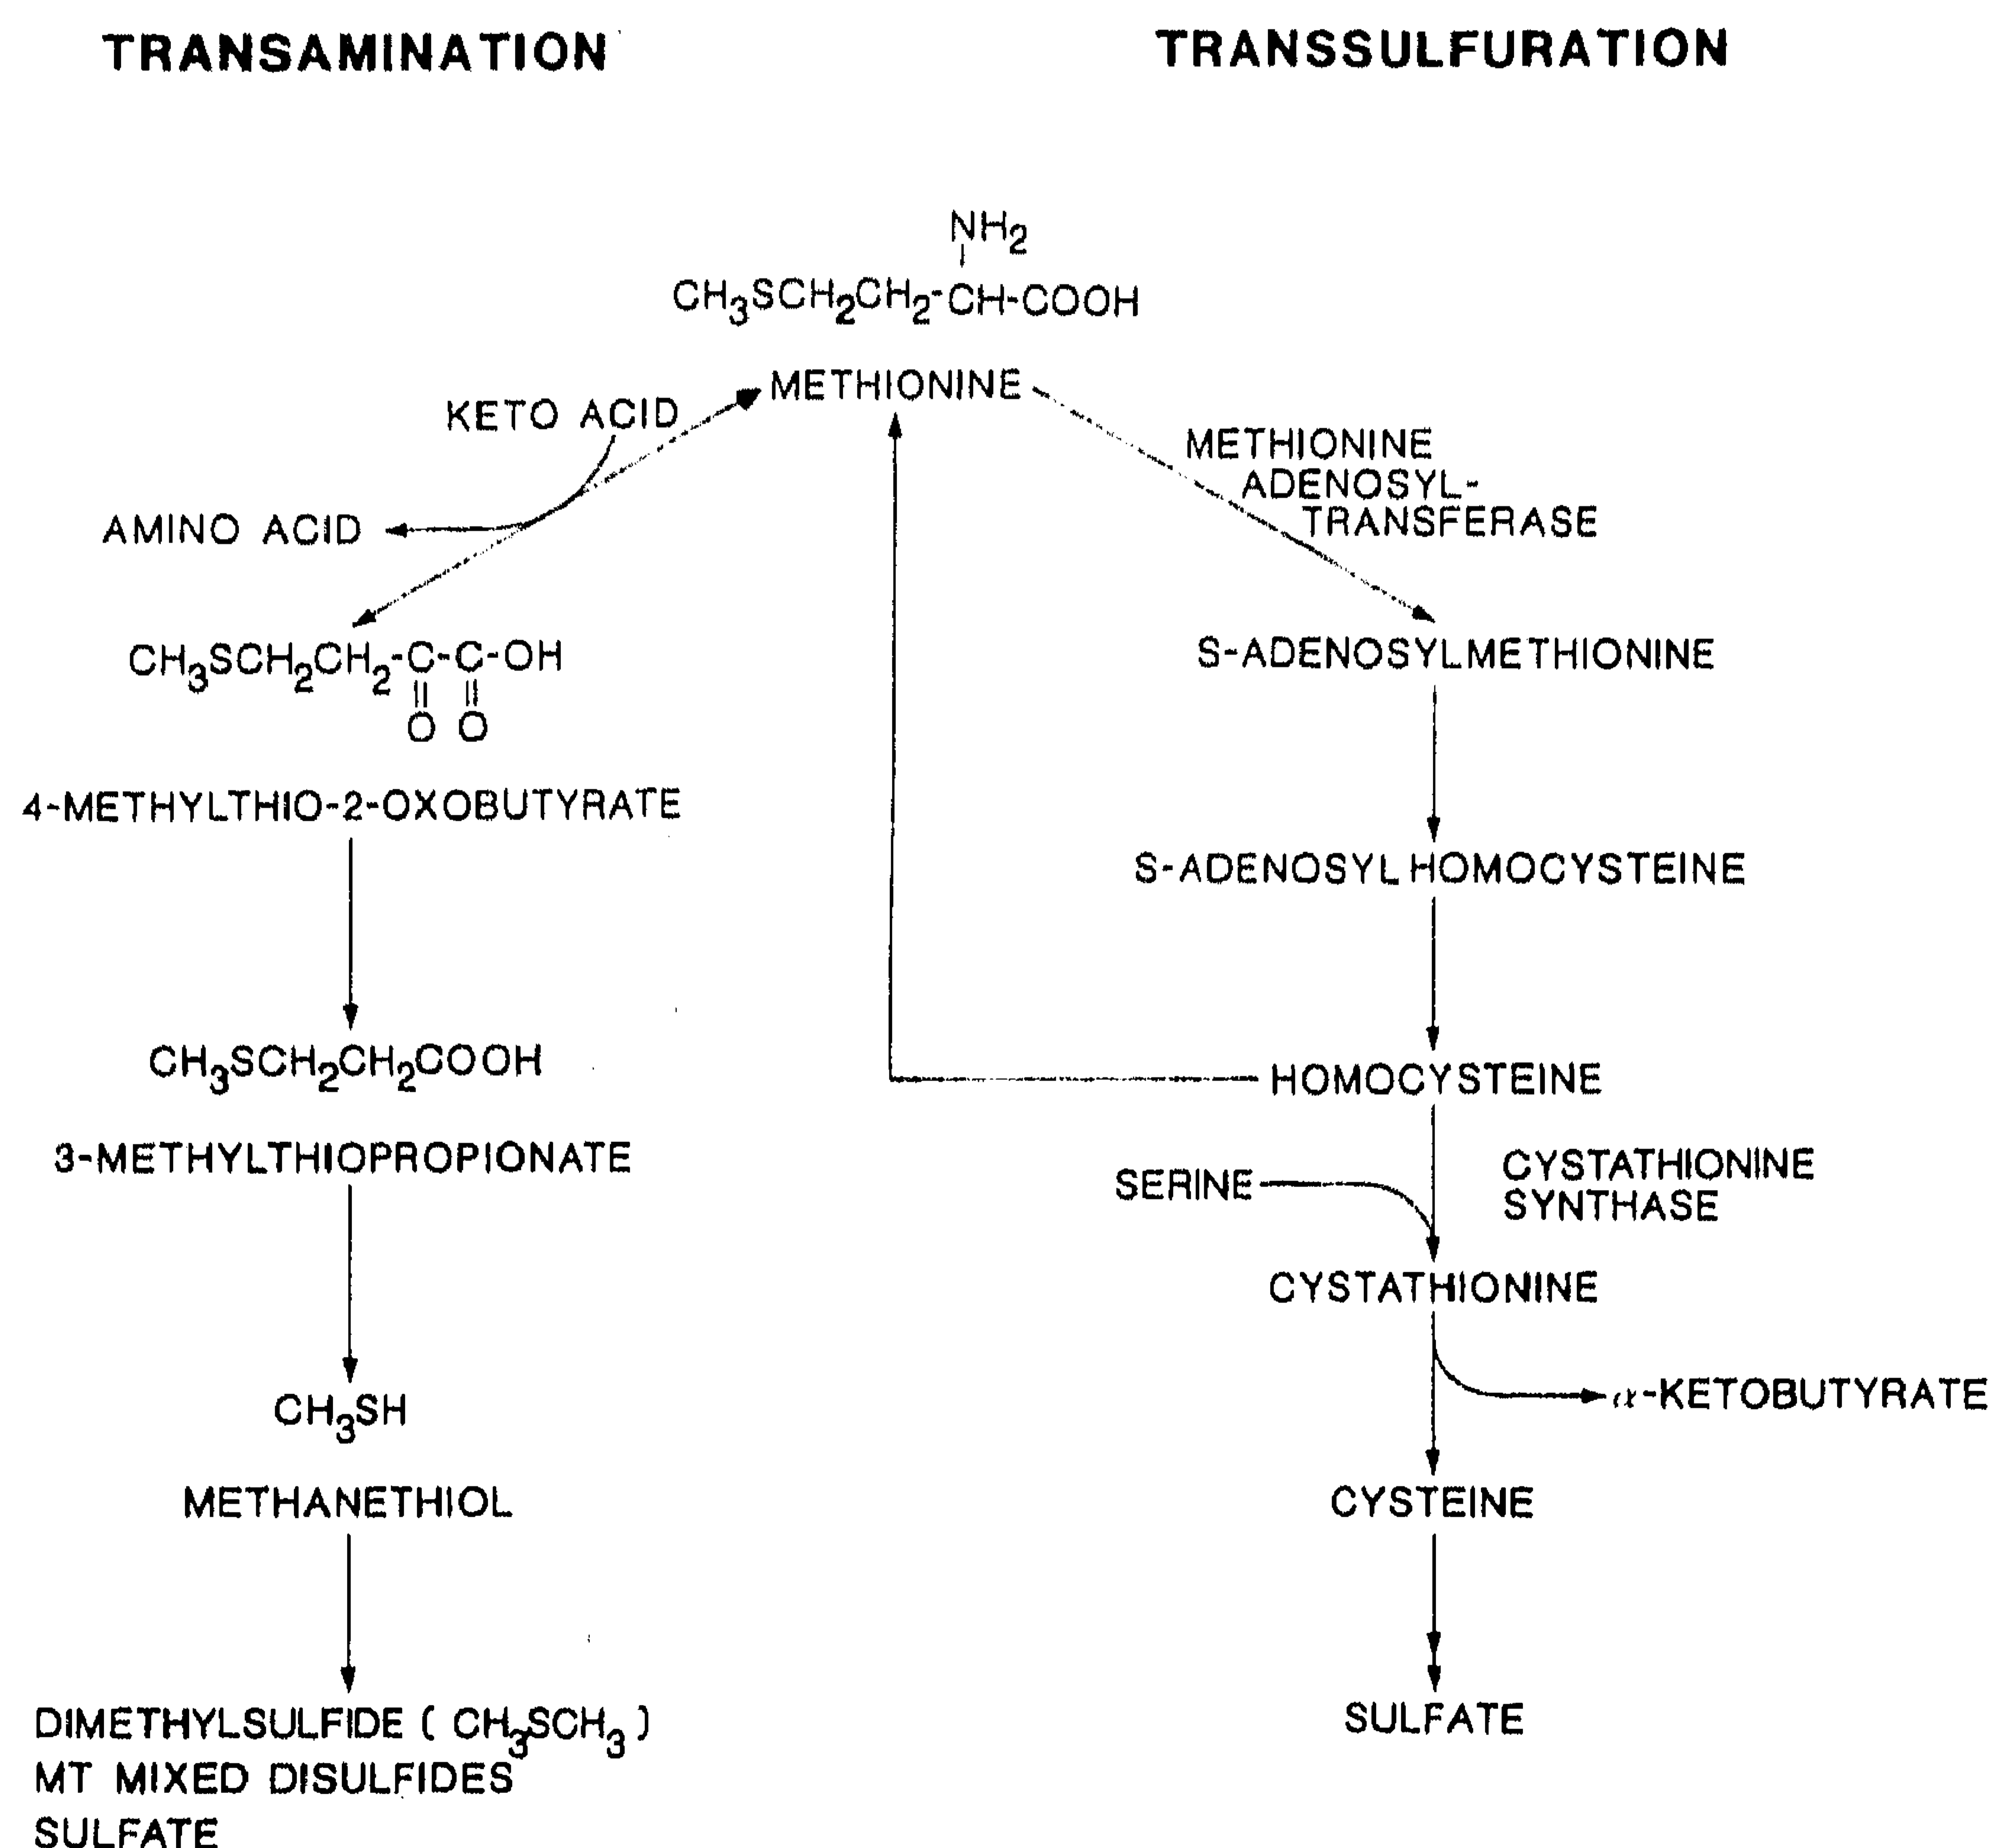 TRANSAMINATION
TRANSSULFURATION
NH2
CH3SCH2CH2-CH-COOH
METHIONINE
KETO ACID
AMINO ACID
METHIONINE
ADENOSYL-
TRANSFERASE
CH3SCH2CH2-C-C-OH
O O
4-METHYLTHIO-2-OXOBUTYRATE
S-ADENOSYLMETHIONINE
S-ADENOSYLHOMOCYSTEINE
CH3SCH2CH2COOH
3-METHYLTHIOPROPIONATE
HOMOCYSTEINE
SERINE
CYSTATHIONINE
SYNTHASE
CYSTATHIONINE
α-KETOBUTYRATE
CH3SH
METHANETHIOL
CYSTEINE
DIMETHYLSULFIDE ( CH3SCH3 )
MT MIXED DISULFIDES
SULFATE
SULFATE